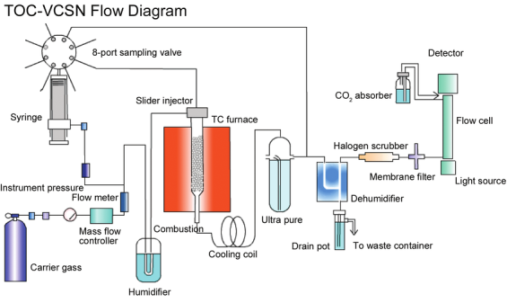 TOC-VCSN Flow Diagram
8-port sampling valve
Detector
Slider injector
CO2 absorber
Syringe
TC furnace
Flow cell
Halogen scrubber
Instrument pressure
Membrane filter
Light source
Flow meter
Dehumidifier
Ultra pure
Mass flow
controller
Combustion
Drain pot
To waste container
Cooling coil
Carrier gass
Humidifier